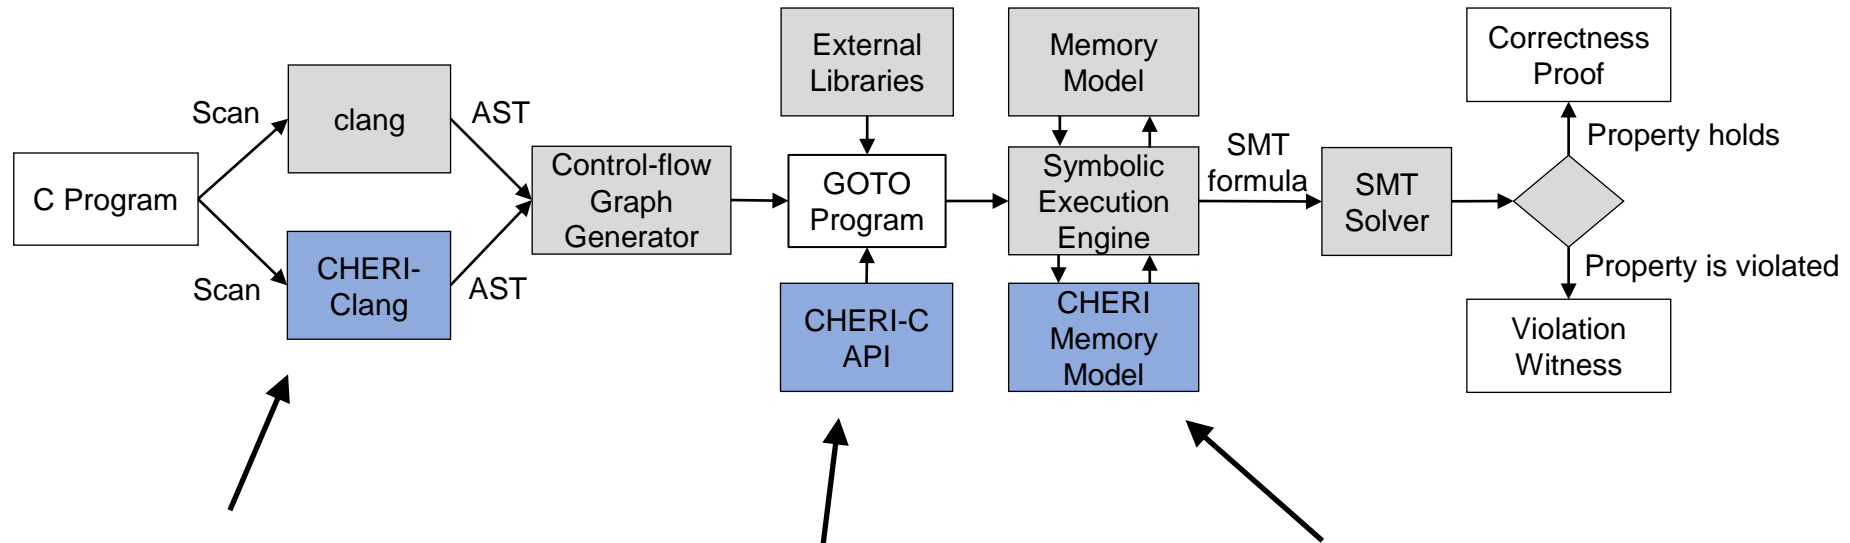 C Program
Scan
Scan
clang
CHERI-
Clang
AST
AST
Control-flow
Graph
Generator
External
Libraries
GOTO
Program
CHERI-C
API
Memory
Model
Symbolic
Execution
Engine
CHERI
Memory
Model
SMT
formula
SMT
Solver
Correctness
Proof
Property holds
Property is violated
Violation
Witness